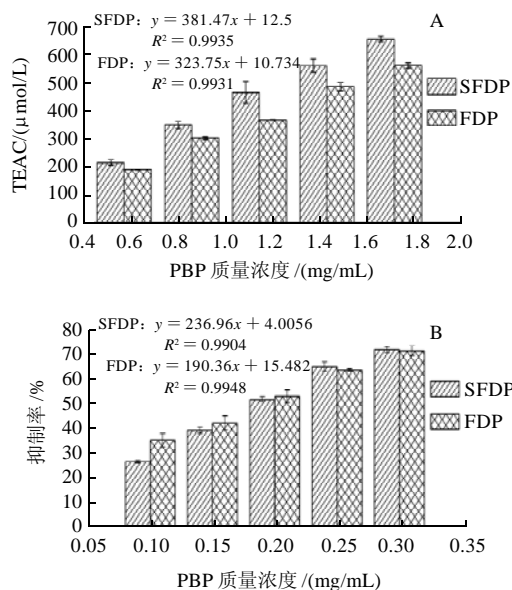 A
SFDP：y = 381.47x + 12.5
R² = 0.9935
FDP：y = 323.75x + 10.734
R² = 0.9931
700
600
500
400
300
200
100
0
TEAC/(μ mol/L)
SFDP
FDP
0.4 0.6 0.8 1.0 1.2 1.4 1.6 1.8 2.0
PBP 质量浓度 /(mg/mL)
B
SFDP：y = 236.96x + 4.0056
R² = 0.9904
FDP：y = 190.36x + 15.482
R² = 0.9948
80
70
60
50
40
30
20
10
0
抑制率 /%
SFDP
FDP
0.05 0.10 0.15 0.20 0.25 0.30 0.35
PBP 质量浓度 /(mg/mL)